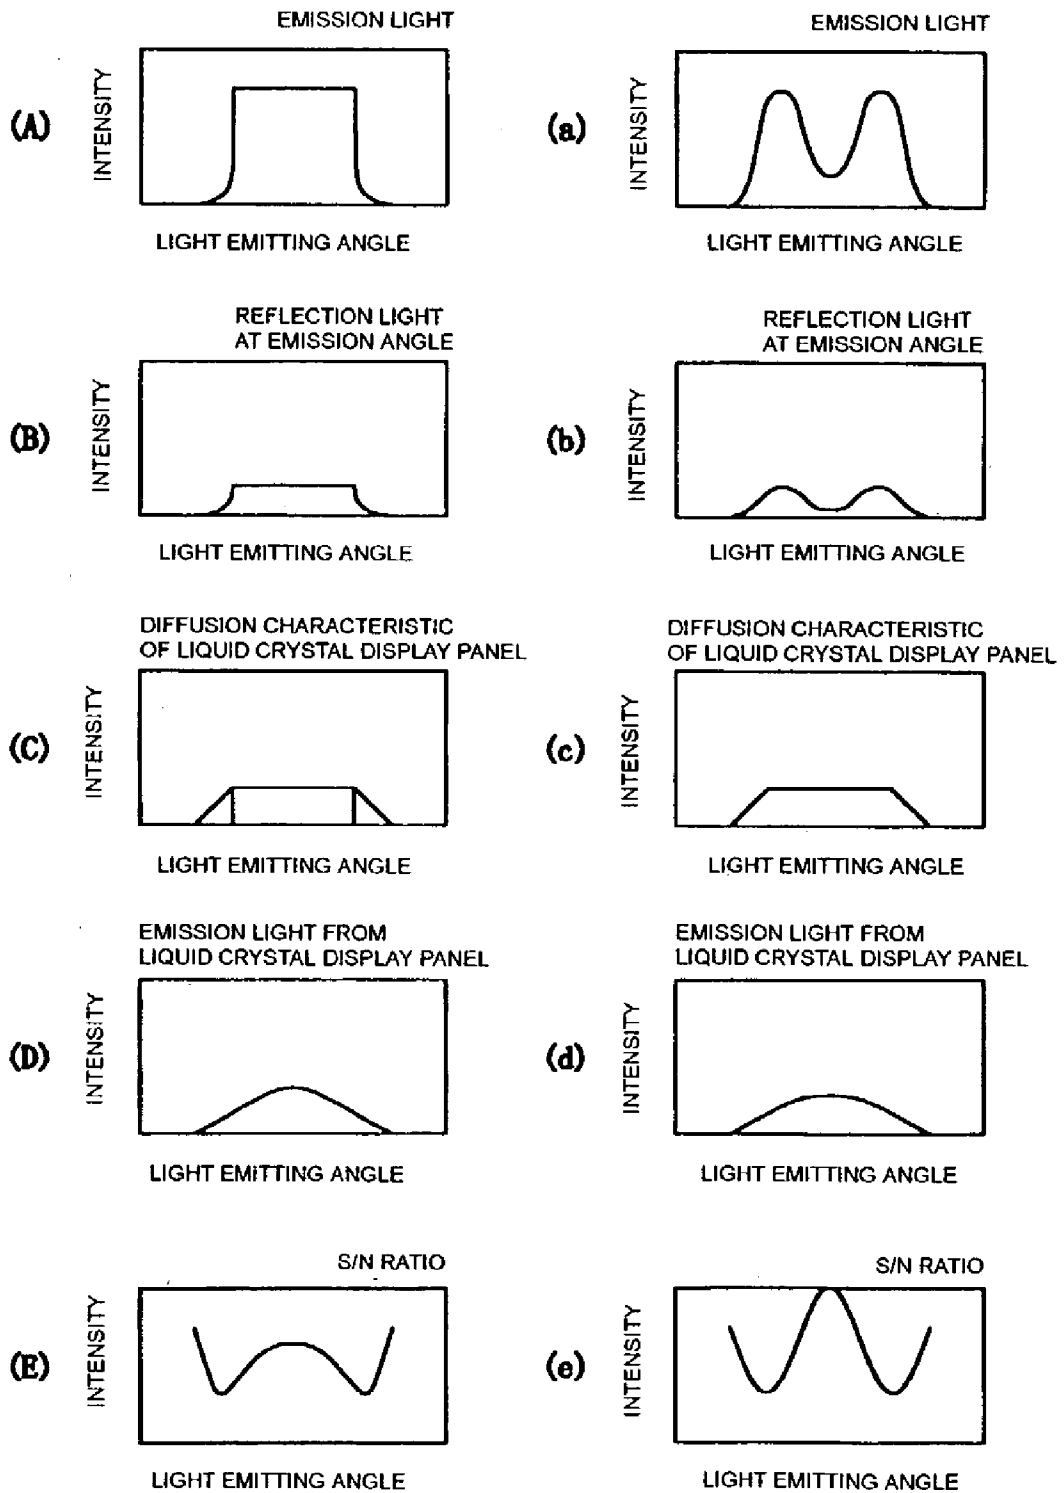 EMISSION LIGHT
(A)
INTENSITY
LIGHT EMITTING ANGLE
EMISSION LIGHT
(a)
INTENSITY
LIGHT EMITTING ANGLE
REFLECTION LIGHT
AT EMISSION ANGLE
(B)
INTENSITY
LIGHT EMITTING ANGLE
REFLECTION LIGHT
AT EMISSION ANGLE
(b)
INTENSITY
LIGHT EMITTING ANGLE
DIFFUSION CHARACTERISTIC
OF LIQUID CRYSTAL DISPLAY PANEL
(C)
INTENSITY
LIGHT EMITTING ANGLE
DIFFUSION CHARACTERISTIC
OF LIQUID CRYSTAL DISPLAY PANEL
(c)
INTENSITY
LIGHT EMITTING ANGLE
EMISSION LIGHT FROM
LIQUID CRYSTAL DISPLAY PANEL
(D)
INTENSITY
LIGHT EMITTING ANGLE
EMISSION LIGHT FROM
LIQUID CRYSTAL DISPLAY PANEL
(d)
INTENSITY
LIGHT EMITTING ANGLE
S/N RATIO
(E)
INTENSITY
LIGHT EMITTING ANGLE
S/N RATIO
(e)
INTENSITY
LIGHT EMITTING ANGLE